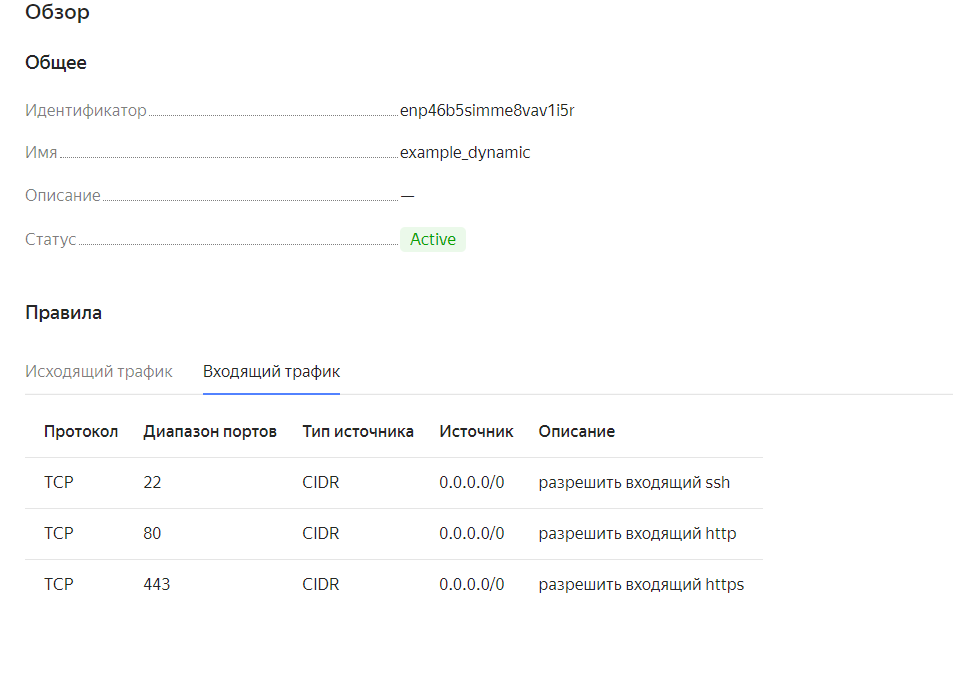 Обзор
Общее
Идентификатор enp46b5simme8vav1i5r
Имя example_dynamic
Описание —
Статус Active
Правила
Исходящий трафик Входящий трафик
Протокол Диапазон портов Тип источника Источник Описание
TCP 22 CIDR 0.0.0.0/0 разрешить входящий ssh
TCP 80 CIDR 0.0.0.0/0 разрешить входящий http
TCP 443 CIDR 0.0.0.0/0 разрешить входящий https